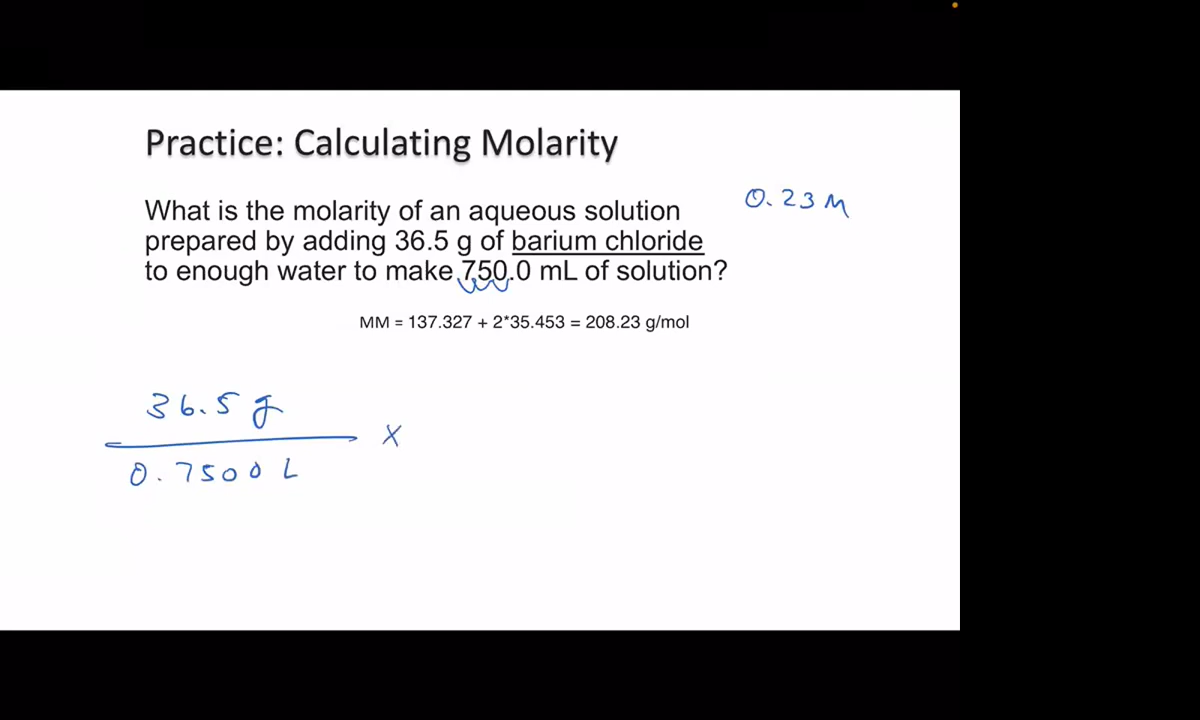 Practice: Calculating Molarity
What is the molarity of an aqueous solution
prepared by adding 36.5 g of barium chloride
to enough water to make 750.0 mL of solution?
0.23 M
MM = 137.327 + 2*35.453 = 208.23 g/mol
36.5 g
0.7500 L
X